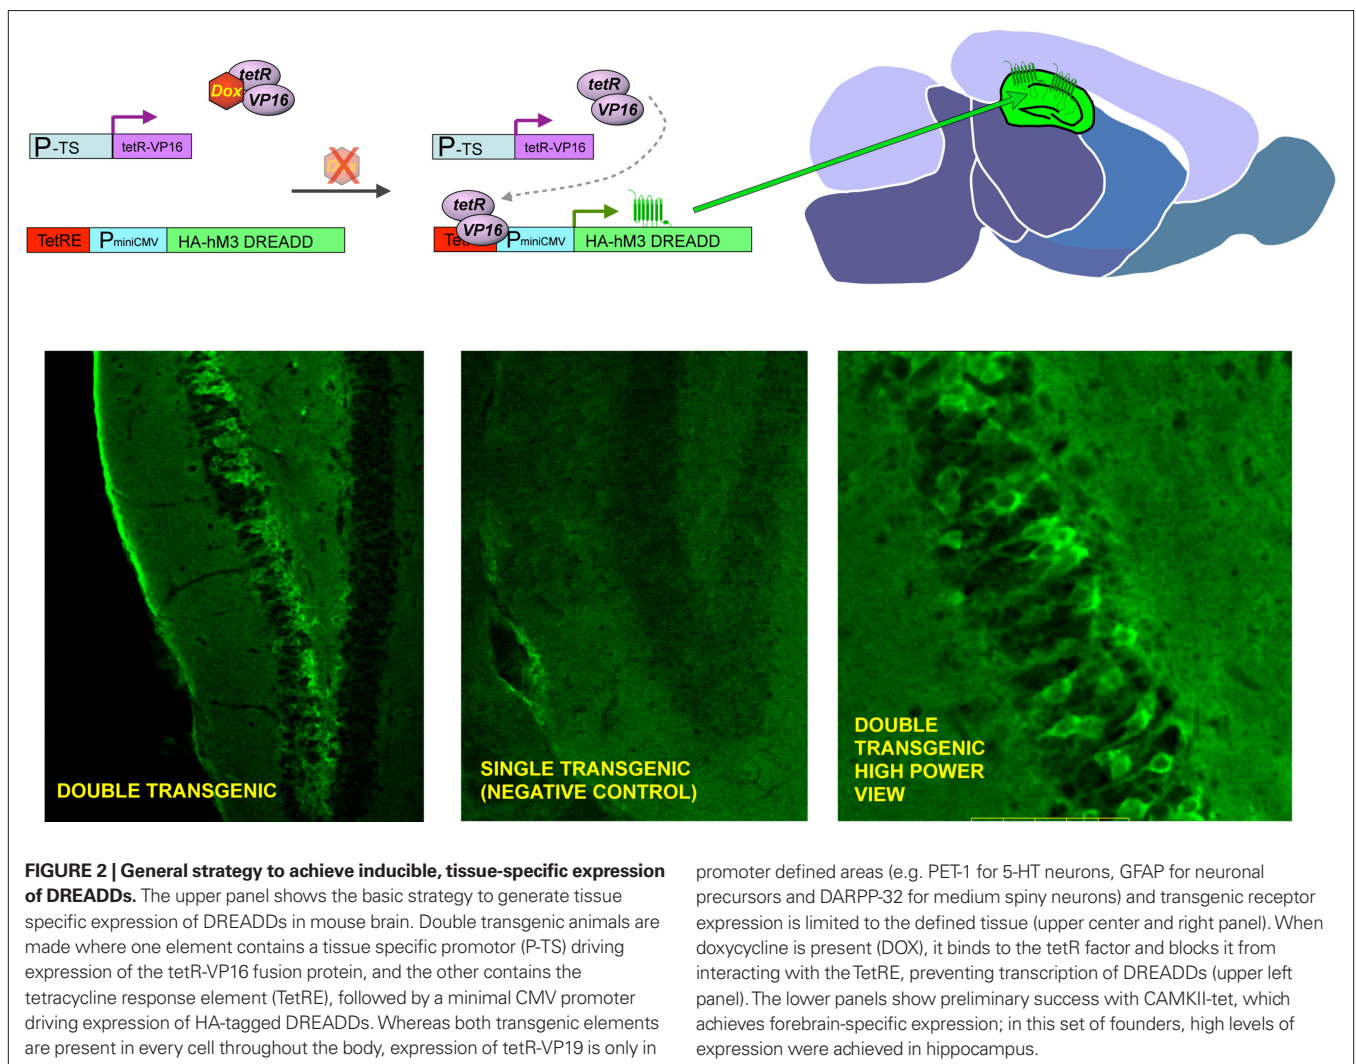 tetR
Dox
VP16
P-TS
tetR-VP16
TetRE
PminiCMV
HA-hM3 DREADD
tetR
VP16
P-TS
tetR-VP16
tetR
VP16
PminiCMV
HA-hM3 DREADD
DOUBLE TRANSGENIC
SINGLE TRANSGENIC
(NEGATIVE CONTROL)
DOUBLE
TRANSGENIC
HIGH POWER
VIEW
FIGURE 2 | General strategy to achieve inducible, tissue-specific expression
of DREADDs. The upper panel shows the basic strategy to generate tissue
specific expression of DREADDs in mouse brain. Double transgenic animals are
made where one element contains a tissue specific promotor (P-TS) driving
expression of the tetR-VP16 fusion protein, and the other contains the
tetracycline response element (TetRE), followed by a minimal CMV promoter
driving expression of HA-tagged DREADDs. Whereas both transgenic elements
are present in every cell throughout the body, expression of tetR-VP19 is only in
promoter defined areas (e.g. PET-1 for 5-HT neurons, GFAP for neuronal
precursors and DARPP-32 for medium spiny neurons) and transgenic receptor
expression is limited to the defined tissue (upper center and right panel). When
doxycycline is present (DOX), it binds to the tetR factor and blocks it from
interacting with the TetRE, preventing transcription of DREADDs (upper left
panel). The lower panels show preliminary success with CAMKII-tet, which
achieves forebrain-specific expression; in this set of founders, high levels of
expression were achieved in hippocampus.